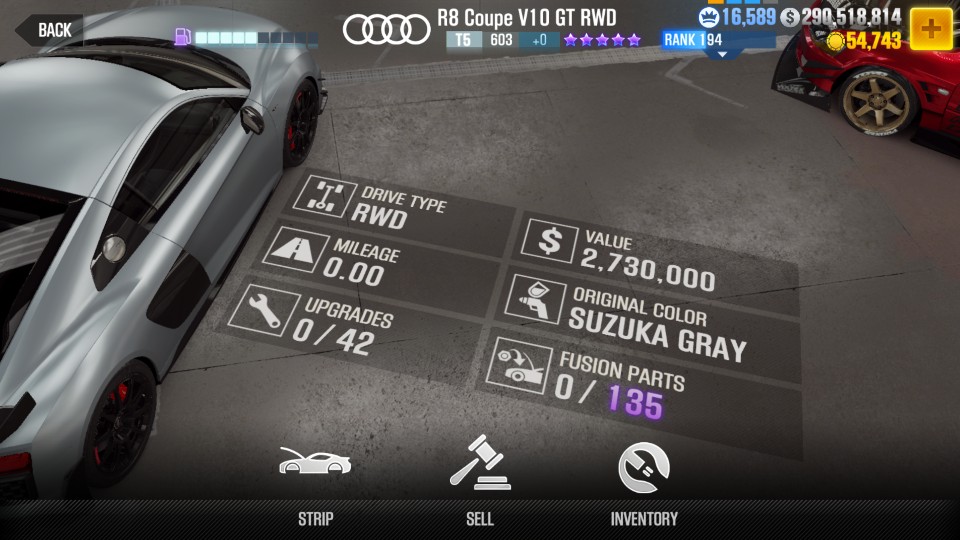 BACK
R8 Coupe V10 GT RWD
T5 603 +0
16,589 $ 290,518,814
RANK 194
54,743
+
DRIVE TYPE
RWD
MILEAGE
0.00
UPGRADES
0 / 42
$ VALUE
2,730,000
ORIGINAL COLOR
SUZUKA GRAY
FUSION PARTS
0 / 135
STRIP
SELL
INVENTORY